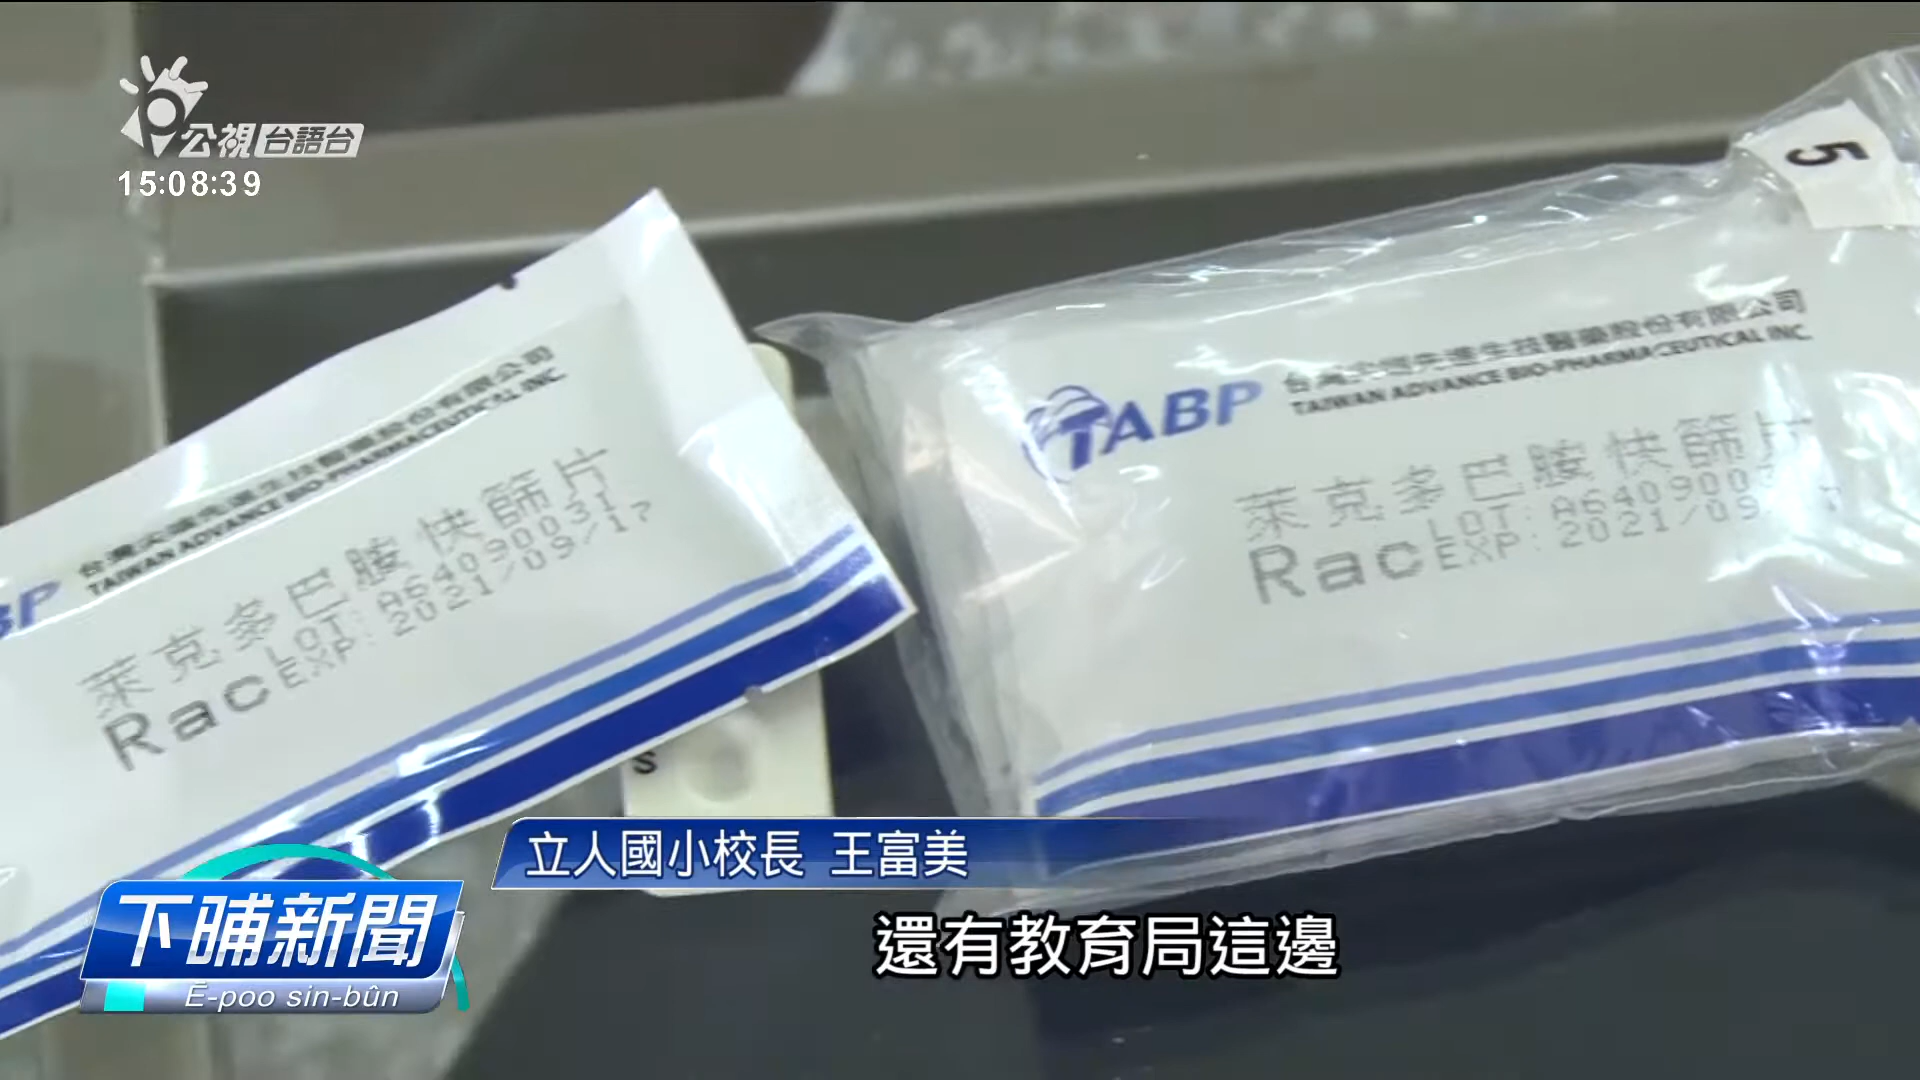 公視台語台
15:08:39
5
TABP
台灣尖端先進生技醫藥股份有限公司
TAIWAN ADVANCE BIO-PHARMACEUTICAL INC.
萊克多巴胺快篩片
Rac
LOT: A640900
EXP: 2021/09
BP
台灣尖端先進生技醫藥股份有限公司
TAIWAN ADVANCE BIO-PHARMACEUTICAL INC.
萊克多巴胺快篩片
Rac
LOT: A64090031
EXP: 2021/09/17
S
立人國小校長 王富美
還有教育局這邊
下晡新聞
Ē-poo sin-bûn